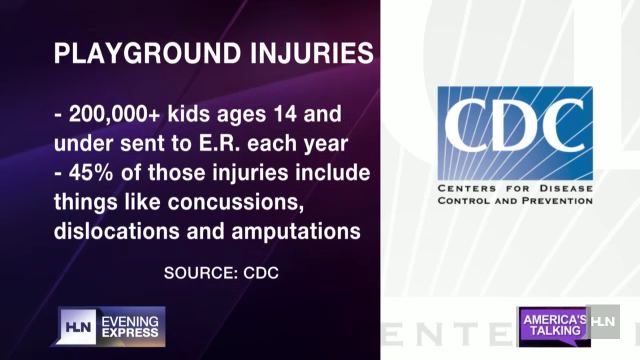 PLAYGROUND INJURIES
- 200,000+ kids ages 14 and
under sent to E.R. each year
- 45% of those injuries include
things like concussions,
dislocations and amputations
SOURCE: CDC
CDC
CENTERS FOR DISEASE
CONTROL AND PREVENTION
HLN EVENING
EXPRESS
AMERICA'S
TALKING
HLN
ENTE